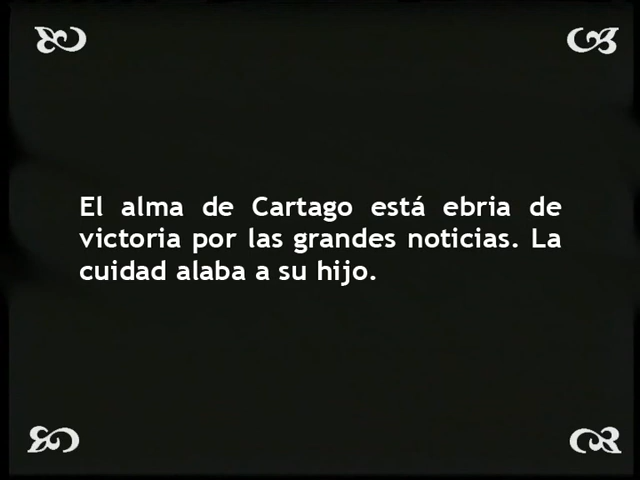 El alma de Cartago está ebria de
victoria por las grandes noticias. La
cuidad alaba a su hijo.